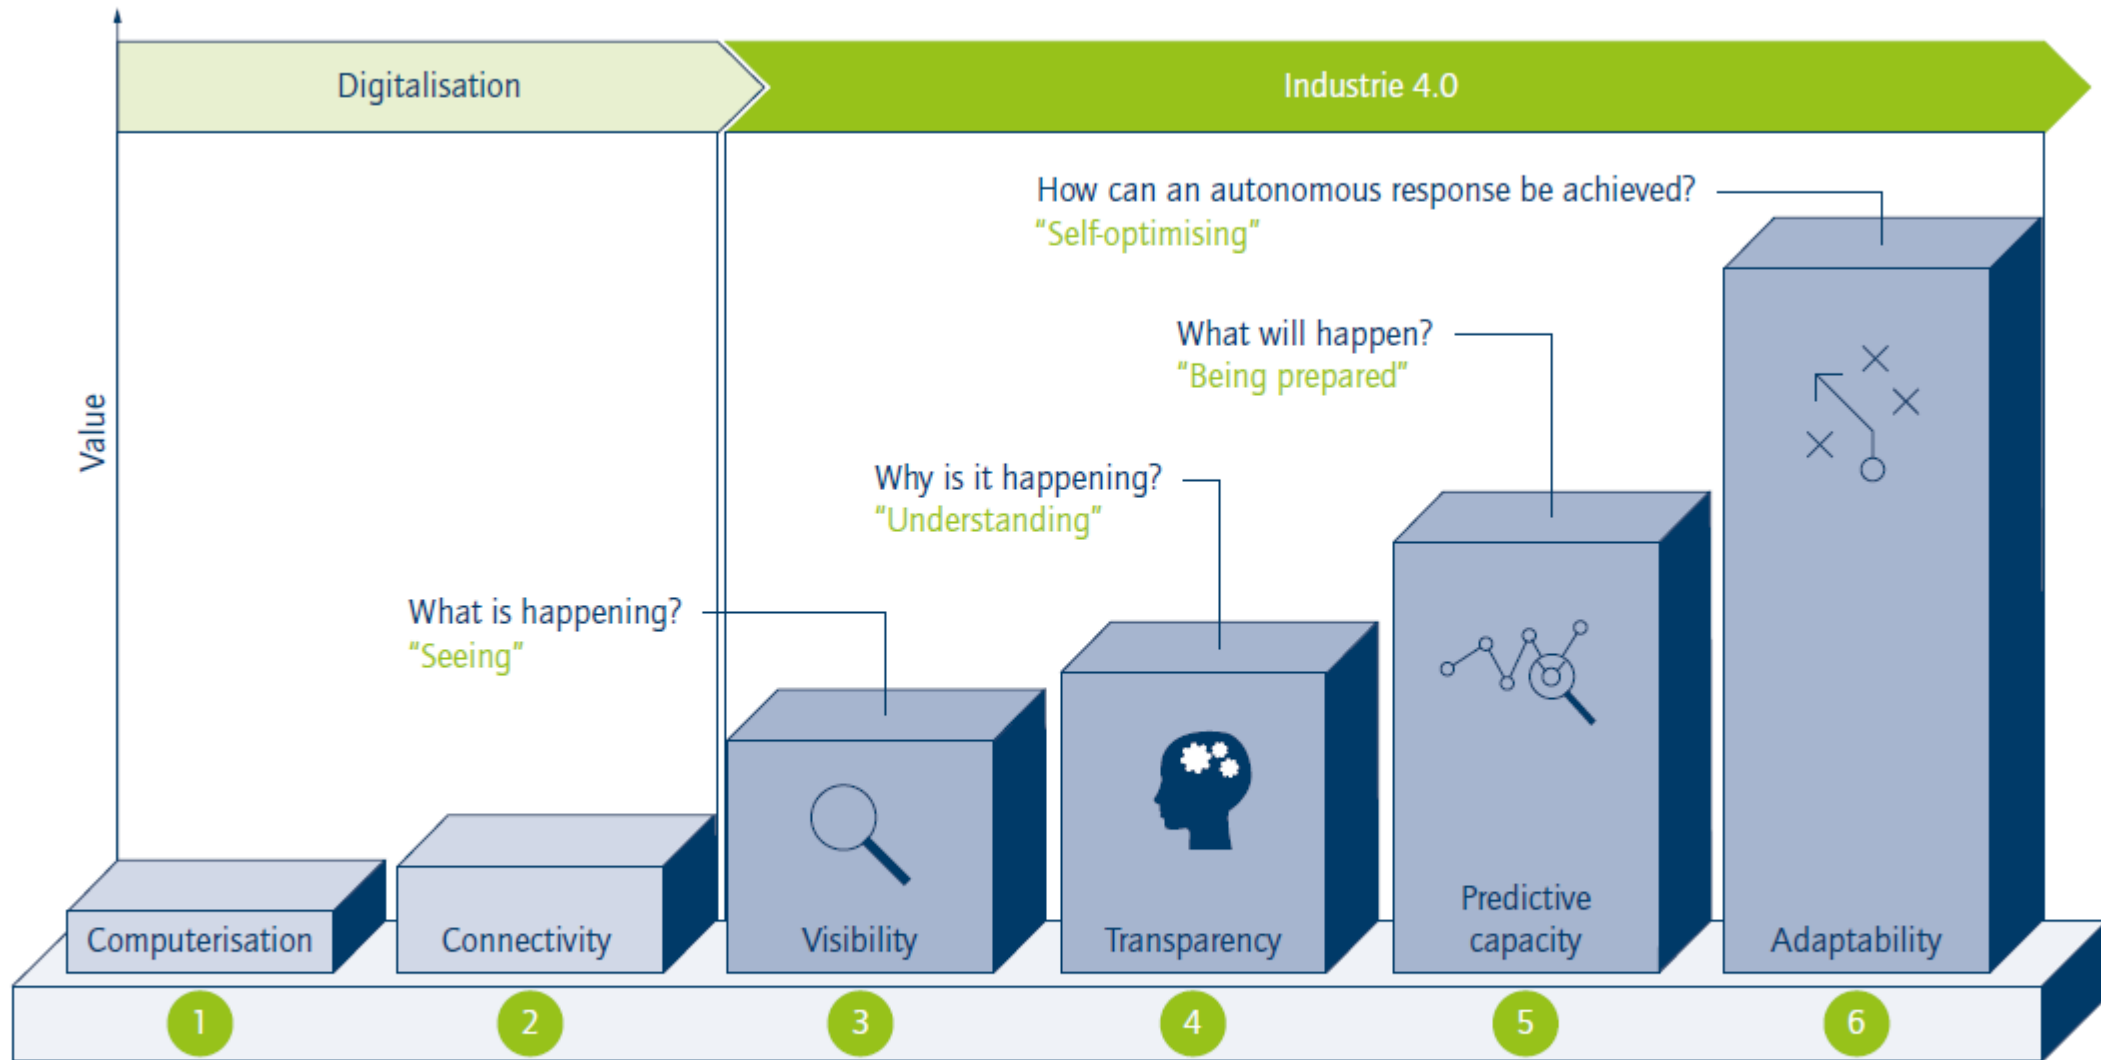 Digitalisation
Industrie 4.0
Value
How can an autonomous response be achieved?
“Self-optimising”
What will happen?
“Being prepared”
Why is it happening?
“Understanding”
What is happening?
“Seeing”
Computerisation
Connectivity
Visibility
Transparency
Predictive
capacity
Adaptability
1
2
3
4
5
6